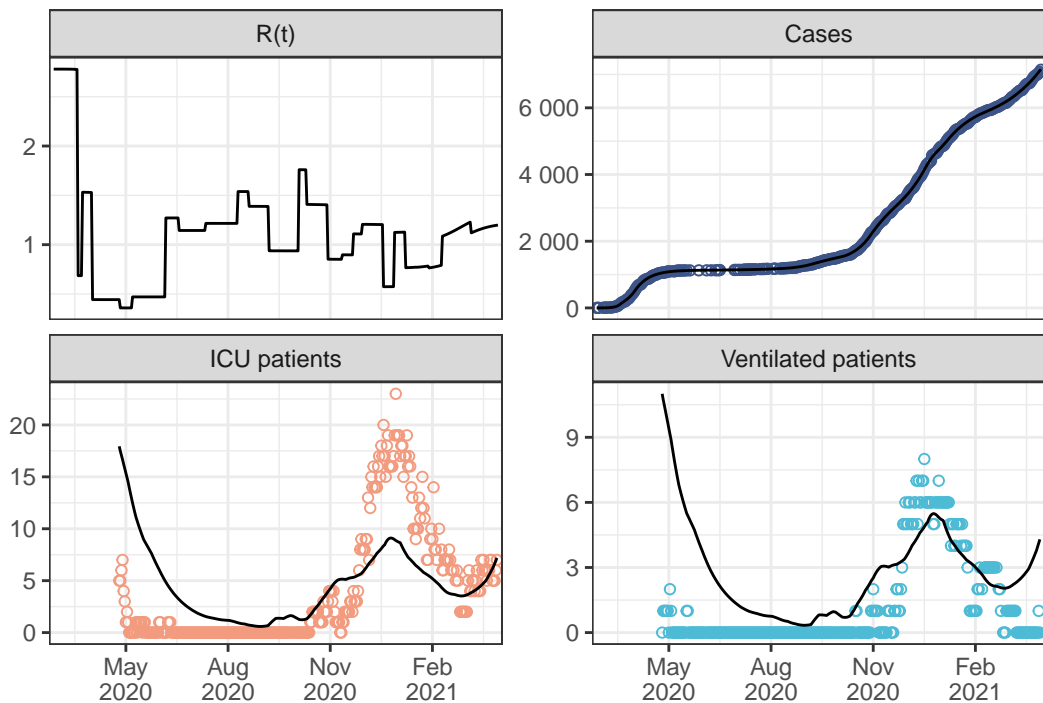 R(t)
Cases
2
1
6 000
4 000
2 000
0
ICU patients
Ventilated patients
20
15
10
5
0
9
6
3
0
May Aug Nov Feb
2020 2020 2020 2021
May Aug Nov Feb
2020 2020 2020 2021